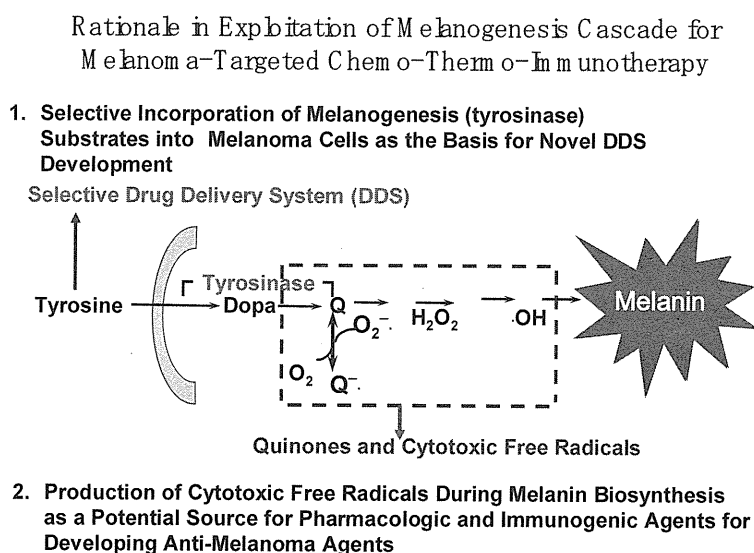 Rationale in Exploitation of Melanogenesis Cascade for
Melanoma-Targeted Chemo-Thermo-Immunotherapy
1. Selective Incorporation of Melanogenesis (tyrosinase)
Substrates into Melanoma Cells as the Basis for Novel DDS
Development
Selective Drug Delivery System (DDS)
Tyrosinase
Tyrosine
Dopa
Q
O₂⁻·
H₂O₂
·OH
Melanin
O₂
Q⁻·
Quinones and Cytotoxic Free Radicals
2. Production of Cytotoxic Free Radicals During Melanin Biosynthesis
as a Potential Source for Pharmacologic and Immunogenic Agents for
Developing Anti-Melanoma Agents